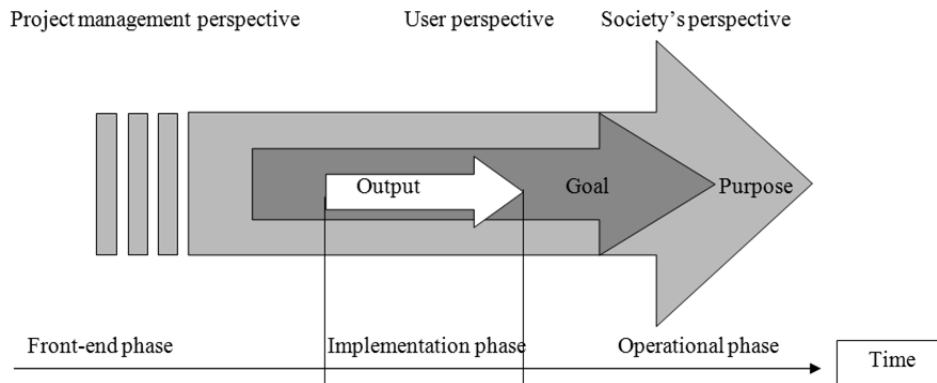 Project management perspective
User perspective
Society's perspective
Output
Goal
Purpose
Front-end phase
Implementation phase
Operational phase
Time